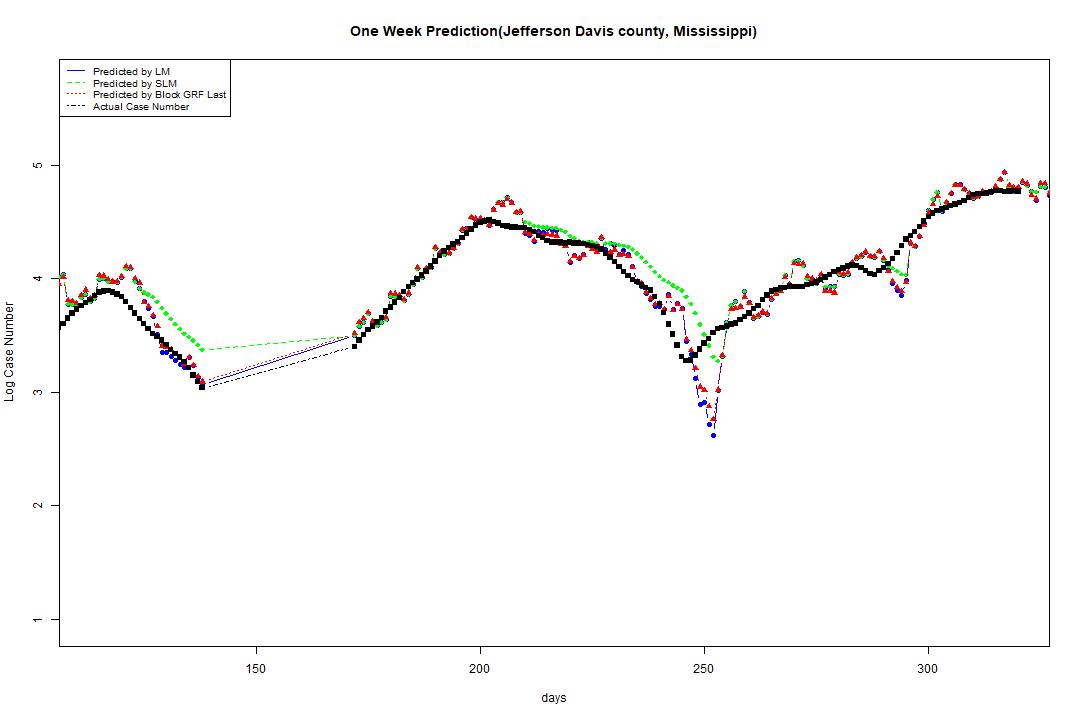 One Week Prediction(Jefferson Davis county, Mississippi)
Predicted by LM
Predicted by SLM
Predicted by Block GRF Last
Actual Case Number
5
4
3
2
1
Log Case Number
150 200 250 300
days